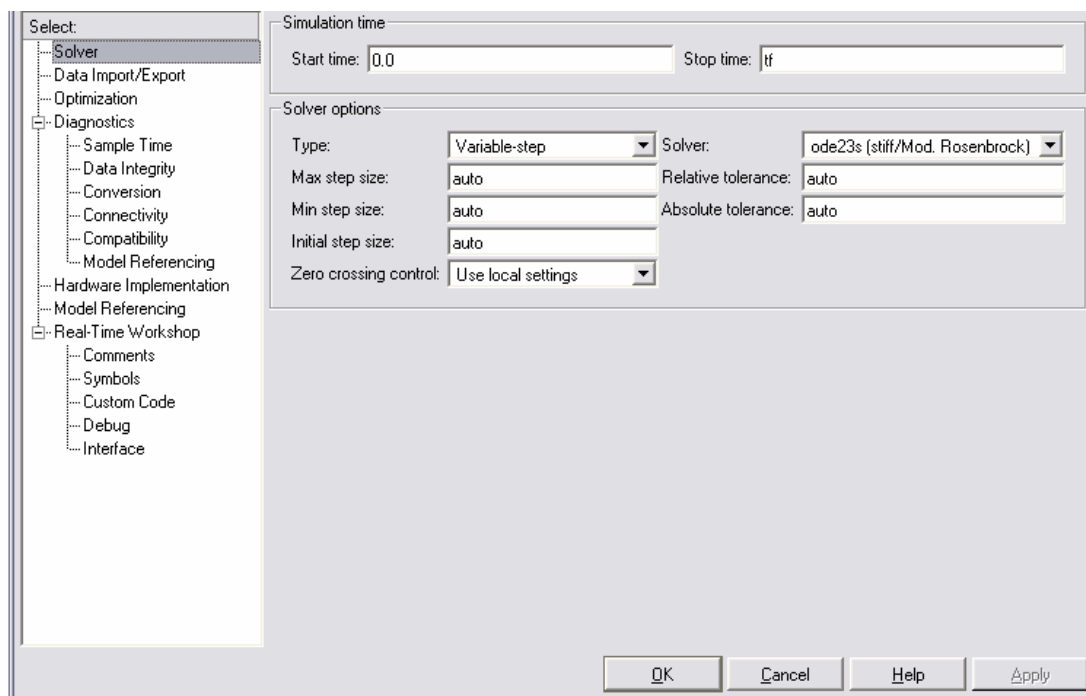 Select:
Solver
Data Import/Export
Optimization
Diagnostics
Sample Time
Data Integrity
Conversion
Connectivity
Compatibility
Model Referencing
Hardware Implementation
Model Referencing
Real-Time Workshop
Comments
Symbols
Custom Code
Debug
Interface
Simulation time
Start time: 0.0 Stop time: tf
Solver options
Type: Variable-step Solver: ode23s (stiff/Mod. Rosenbrock)
Max step size: auto Relative tolerance: auto
Min step size: auto Absolute tolerance: auto
Initial step size: auto
Zero crossing control: Use local settings
OK Cancel Help Apply